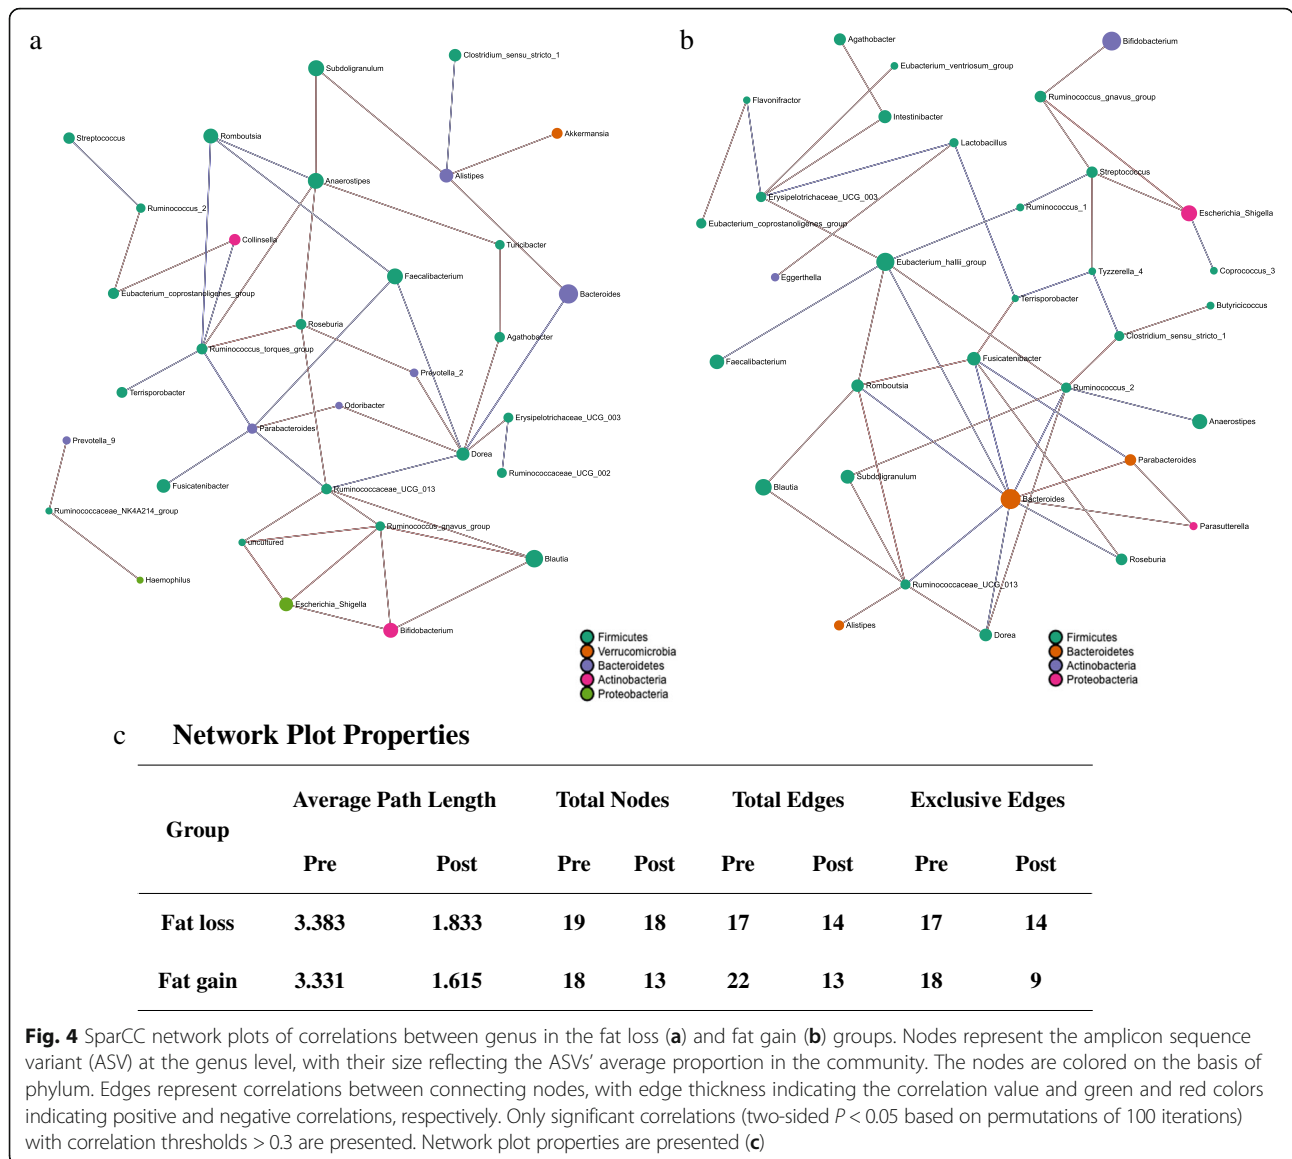 a
Clostridium_sensu_stricto_1
Subdoligranulum
Akkermansia
Streptococcus
Romboutsia
Alistipes
Anaerostipes
Ruminococcus_2
Collinsella
Turicibacter
Faecalibacterium
Eubacterium_coprostanoligenes_group
Bacteroides
Roseburia
Agathobacter
Ruminococcus_torques_group
Prevotella_2
Terrisporobacter
Odoribacter
Erysipelotrichaceae_UCG_003
Parabacteroides
Prevotella_9
Dorea
Ruminococcaceae_UCG_002
Fusicatenibacter
Ruminococcaceae_UCG_013
Ruminococcaceae_NK4A214_group
Ruminococcus_gnavus_group
uncultured
Blautia
Haemophilus
Escherichia_Shigella
Bifidobacterium
Firmicutes
Verrucomicrobia
Bacteroidetes
Actinobacteria
Proteobacteria
b
Agathobacter
Bifidobacterium
Eubacterium_ventriosum_group
Flavonifractor
Ruminococcus_gnavus_group
Intestinibacter
Lactobacillus
Streptococcus
Erysipelotrichaceae_UCG_003
Ruminococcus_1
Escherichia_Shigella
Eubacterium_coprostanoligenes_group
Eubacterium_hallii_group
Eggerthella
Tyzzerella_4
Coprococcus_3
Terrisporobacter
Butyricicoccus
Clostridium_sensu_stricto_1
Faecalibacterium
Fusicatenibacter
Romboutsia
Ruminococcus_2
Anaerostipes
Parabacteroides
Subdoligranulum
Blautia
Bacteroides
Parasutterella
Roseburia
Ruminococcaceae_UCG_013
Alistipes
Dorea
Firmicutes
Bacteroidetes
Actinobacteria
Proteobacteria
c Network Plot Properties
Group Average Path Length Total Nodes Total Edges Exclusive Edges
Pre Post Pre Post Pre Post Pre Post
Fat loss 3.383 1.833 19 18 17 14 17 14
Fat gain 3.331 1.615 18 13 22 13 18 9
Fig. 4 SparCC network plots of correlations between genus in the fat loss (a) and fat gain (b) groups. Nodes represent the amplicon sequence
variant (ASV) at the genus level, with their size reflecting the ASVs' average proportion in the community. The nodes are colored on the basis of
phylum. Edges represent correlations between connecting nodes, with edge thickness indicating the correlation value and green and red colors
indicating positive and negative correlations, respectively. Only significant correlations (two-sided P < 0.05 based on permutations of 100 iterations)
with correlation thresholds > 0.3 are presented. Network plot properties are presented (c)